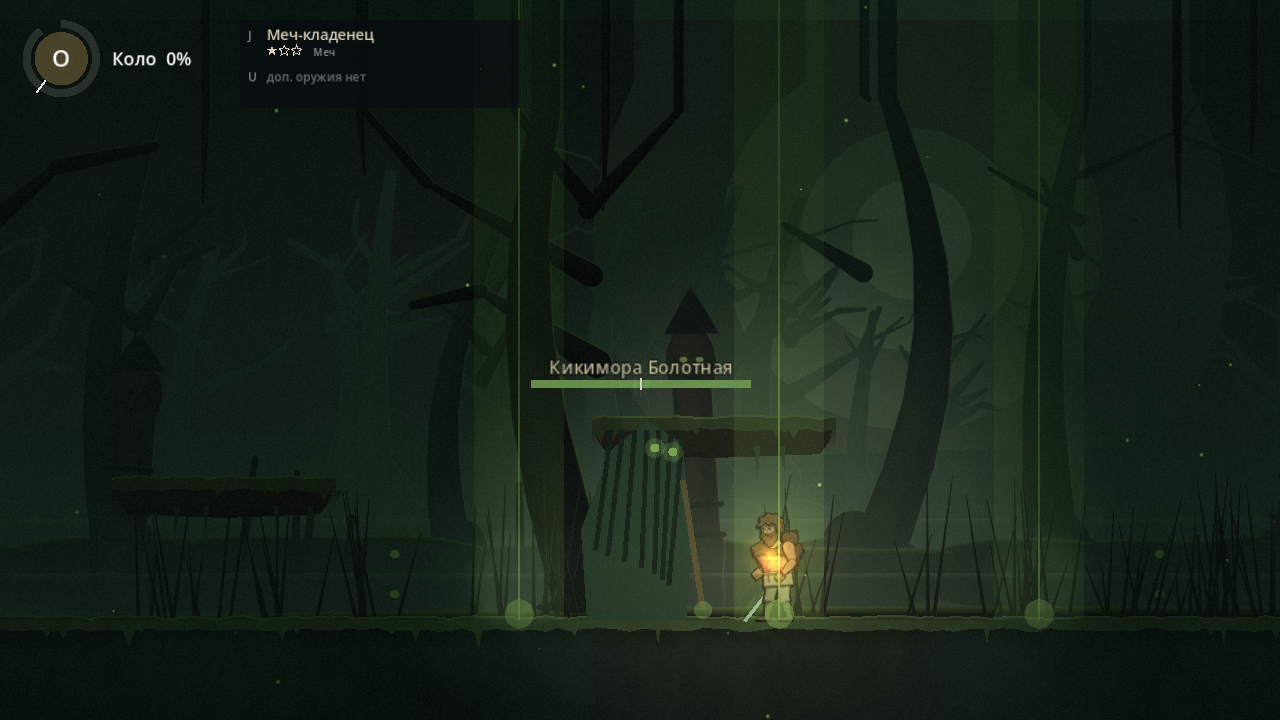 О
Коло 0%
J Меч-кладенец
★☆☆ Меч
U доп. оружия нет
Кикимора Болотная